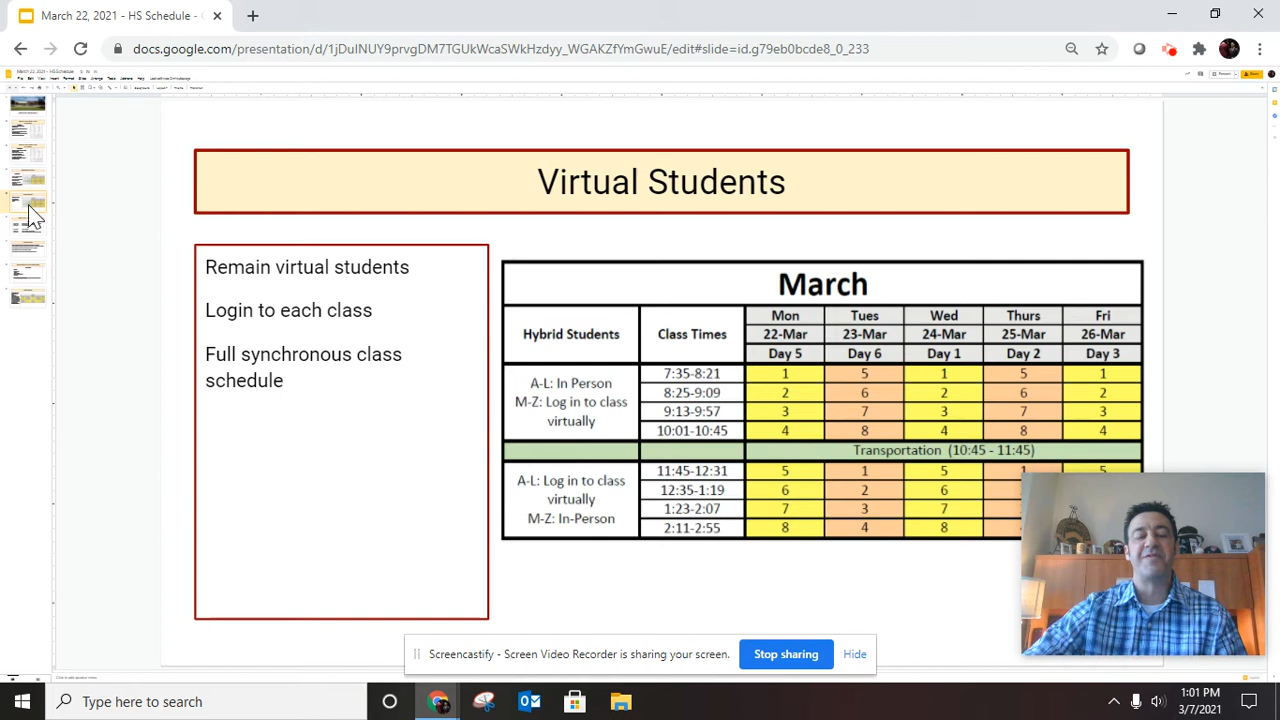 March 22, 2021 - HS Schedule -
docs.google.com/presentation/d/1jDuINUY9prvgDM7TGUkWcaSWkHzdyy_WGAKZfYmGwuE/edit#slide=id.g79eb0bcde8_0_233
March 22, 2021 - HS Schedule
Virtual Students
Remain virtual students
Login to each class
Full synchronous class
schedule
March
Hybrid Students Class Times Mon Tues Wed Thurs Fri
22-Mar 23-Mar 24-Mar 25-Mar 26-Mar
Day 5 Day 6 Day 1 Day 2 Day 3
A-L: In Person
M-Z: Log in to class
virtually
7:35-8:21 1 5 1 5 1
8:25-9:09 2 6 2 6 2
9:13-9:57 3 7 3 7 3
10:01-10:45 4 8 4 8 4
Transportation (10:45 - 11:45)
A-L: Log in to class
virtually
M-Z: In-Person
11:45-12:31 5 1 5 1 5
12:35-1:19 6 2 6
1:23-2:07 7 3 7
2:11-2:55 8 4 8
Screencastify - Screen Video Recorder is sharing your screen. Stop sharing Hide
Type here to search
1:01 PM
3/7/2021